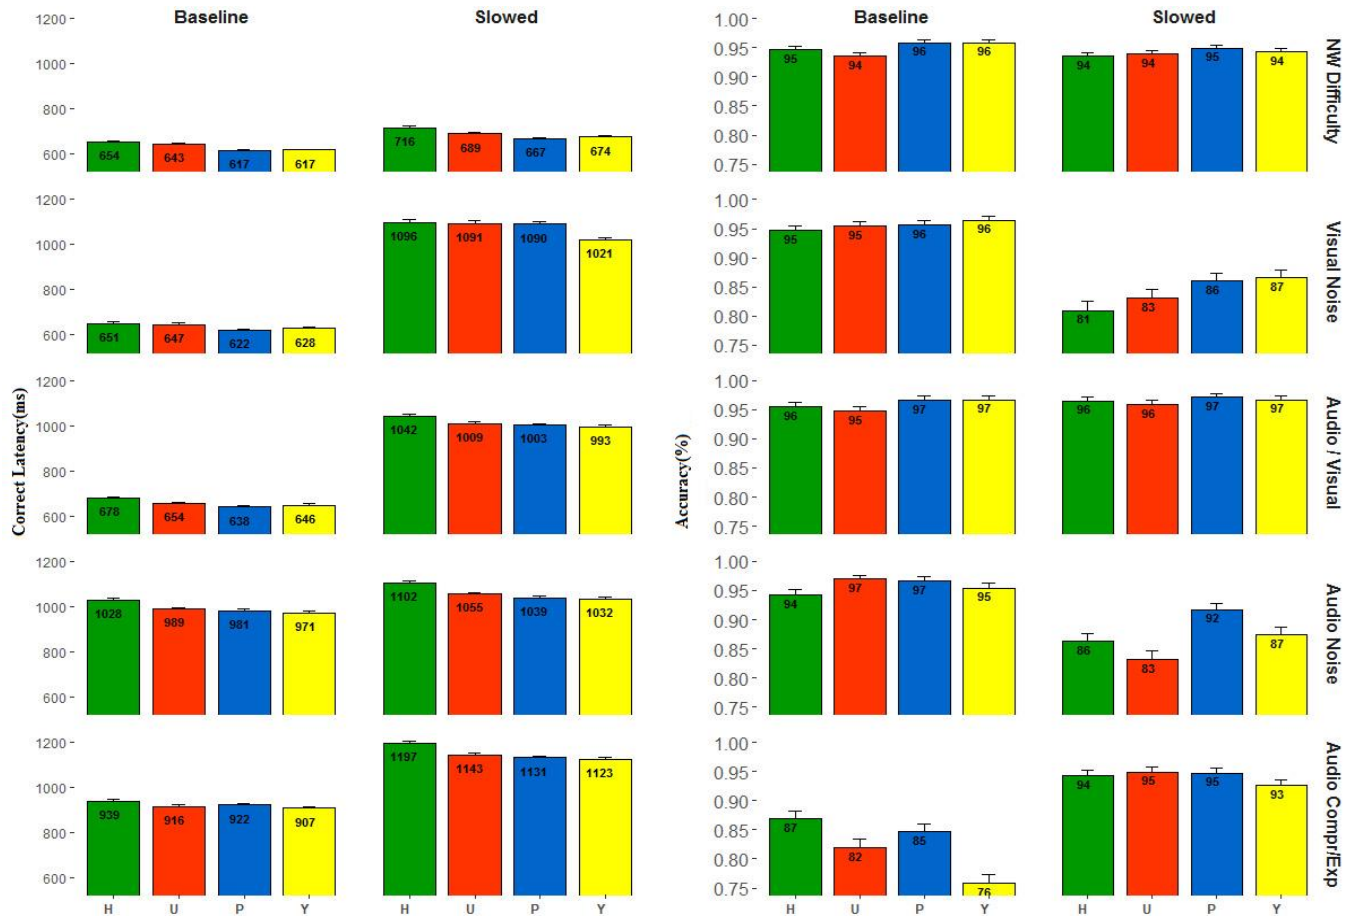 Baseline Slowed Baseline Slowed
1200 1.00
1000 0.95
95 94 96 96 94 94 95 94
0.90
800 0.85
716 689 667 674
0.80
600 654 643 617 617 0.75
NW Difficulty
1200 1.00
1096 1091 1090 1021 0.95
95 95 96 96
1000 0.90
86 87
800 0.85
81 83
0.80
600 651 647 622 628 0.75
Visual Noise
1200 1.00
1042 1009 1003 993 0.95
96 95 97 97 96 96 97 97
1000 0.90
800 0.85
0.80
600 678 654 638 646 0.75
Audio / Visual
Correct Latency(ms)
Accuracy(%)
1200 1.00
1028 989 981 971 1102 1055 1039 1032 0.95
94 97 97 95
1000 0.90
86 83 92 87
800 0.85
0.80
600 0.75
Audio Noise
1200 1.00
1197 1143 1131 1123 0.95
94 95 95 93
1000 0.90
939 916 922 907 87 82 85 76
800 0.85
0.80
600 0.75
Audio Compr/Exp
H U P Y H U P Y H U P Y H U P Y